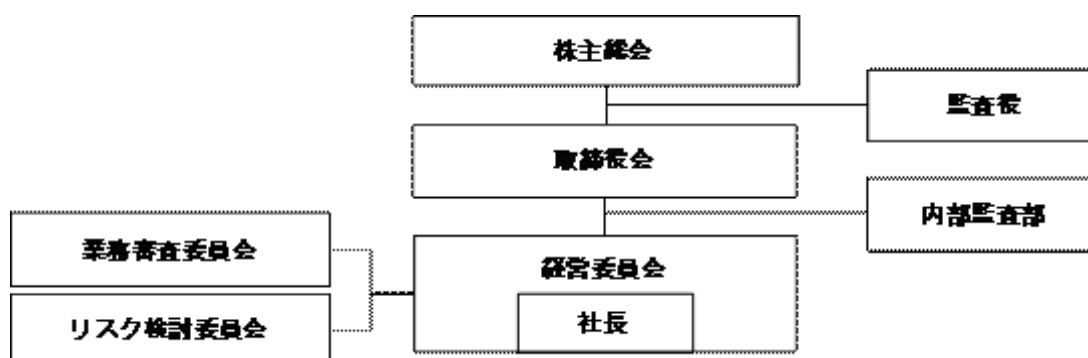 株主総会
監査役
取締役会
内部監査部
業務審査委員会
経営委員会
リスク検討委員会
社長